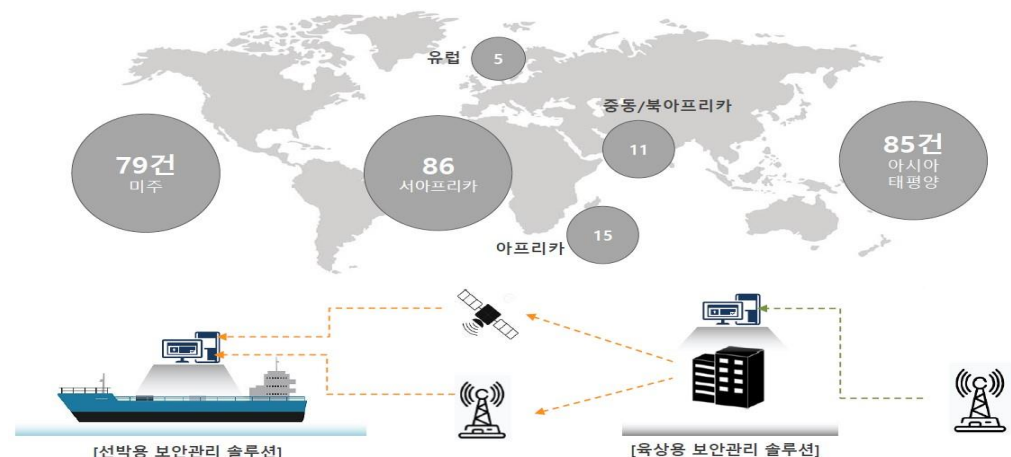 유럽
5
중동/북아프리카
79건
미주
86
서아프리카
11
85건
아시아
태평양
아프리카
15
[선박용 보안관리 솔루션]
[육상용 보안관리 솔루션]